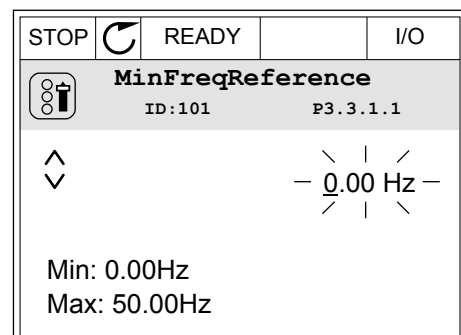 STOP READY I/O
MinFreqReference
ID:101 P3.3.1.1
0.00 Hz
Min: 0.00Hz
Max: 50.00Hz